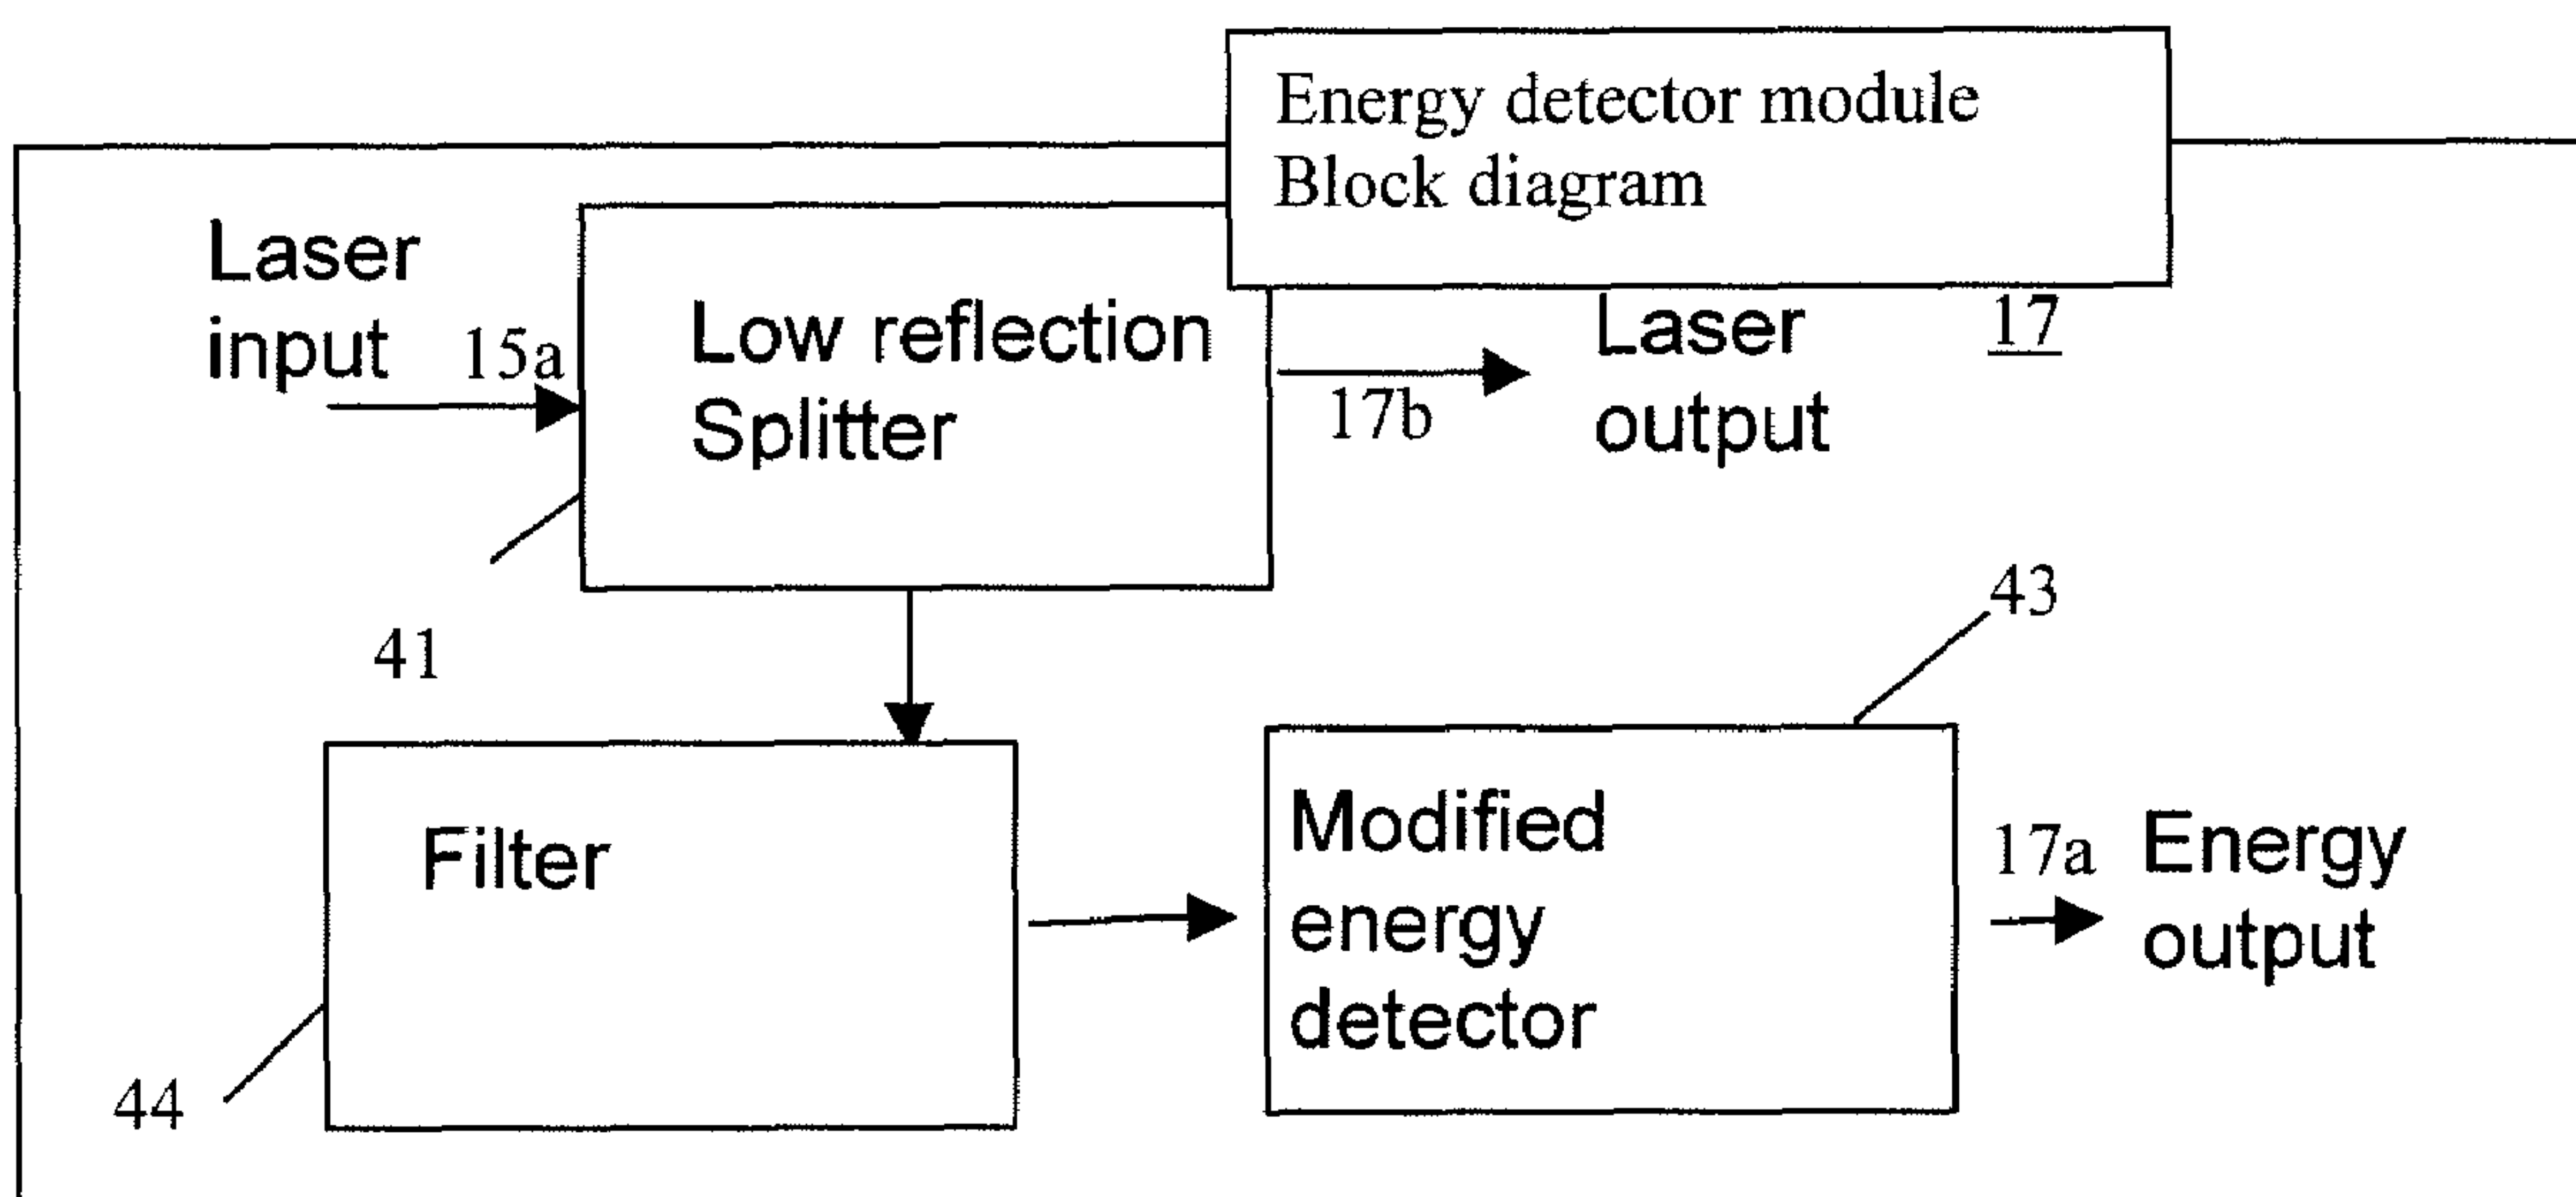 Energy detector module
Block diagram
17
Laser
input
15a
Low reflection
Splitter
17b
Laser
output
41
43
Filter
44
Modified
energy
detector
17a
Energy
output